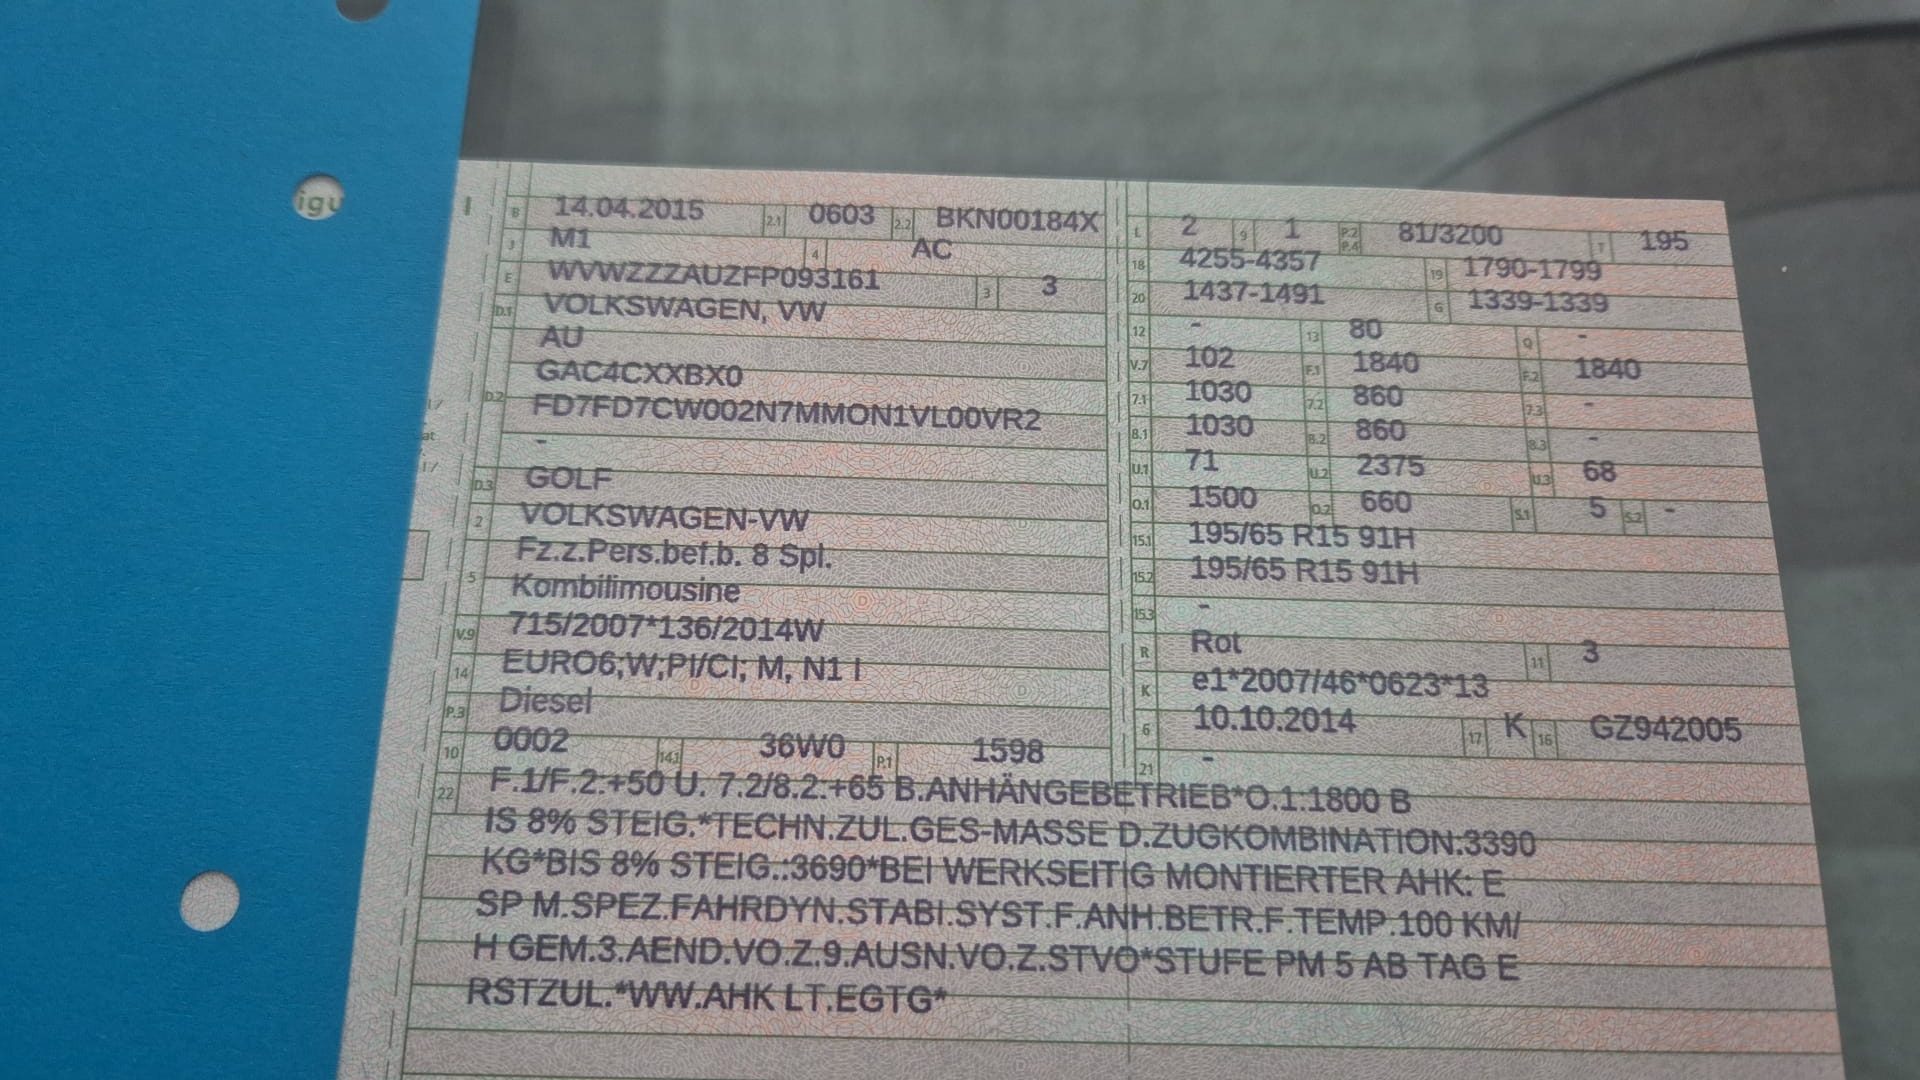 igu
B 14.04.2015 2.1 0603 2.2 BKN00184X
J M1 4 AC
E WVWZZZAUZFP093161 3 3
D.1 VOLKSWAGEN, VW
AU
D.2 GAC4CXXBX0
FD7FD7CW002N7MMON1VL00VR2
-
D.3 GOLF
2 VOLKSWAGEN-VW
Fz.z.Pers.bef.b. 8 Spl.
5 Kombilimousine
V.9 715/2007*136/2014W
14 EURO6;W;PI/CI; M, N1 I
P.3 Diesel
10 0002 14.1 36W0 P.1 1598
L 2 9 1 P.2 P.4 81/3200 T 195
18 4255-4357 19 1790-1799
20 1437-1491 G 1339-1339
12 - 13 80 Q -
V.7 102 F.1 1840 F.2 1840
7.1 1030 7.2 860 7.3 -
8.1 1030 8.2 860 8.3 -
U.1 71 U.2 2375 U.3 68
O.1 1500 O.2 660 S.1 5 S.2 -
15.1 195/65 R15 91H
15.2 195/65 R15 91H
15.3 -
R Rot 11 3
K e1*2007/46*0623*13
6 10.10.2014 17 K 16 GZ942005
21 -
22 F.1/F.2:+50 U. 7.2/8.2:+65 B.ANHÄNGEBETRIEB*O.1:1800 B
IS 8% STEIG.*TECHN.ZUL.GES-MASSE D.ZUGKOMBINATION:3390
KG*BIS 8% STEIG.:3690*BEI WERKSEITIG MONTIERTER AHK: E
SP M.SPEZ.FAHRDYN.STABI.SYST.F.ANH.BETR.F.TEMP.100 KM/
H GEM.3.AEND.VO.Z.9.AUSN.VO.Z.STVO*STUFE PM 5 AB TAG E
RSTZUL.*WW.AHK LT.EGTG*